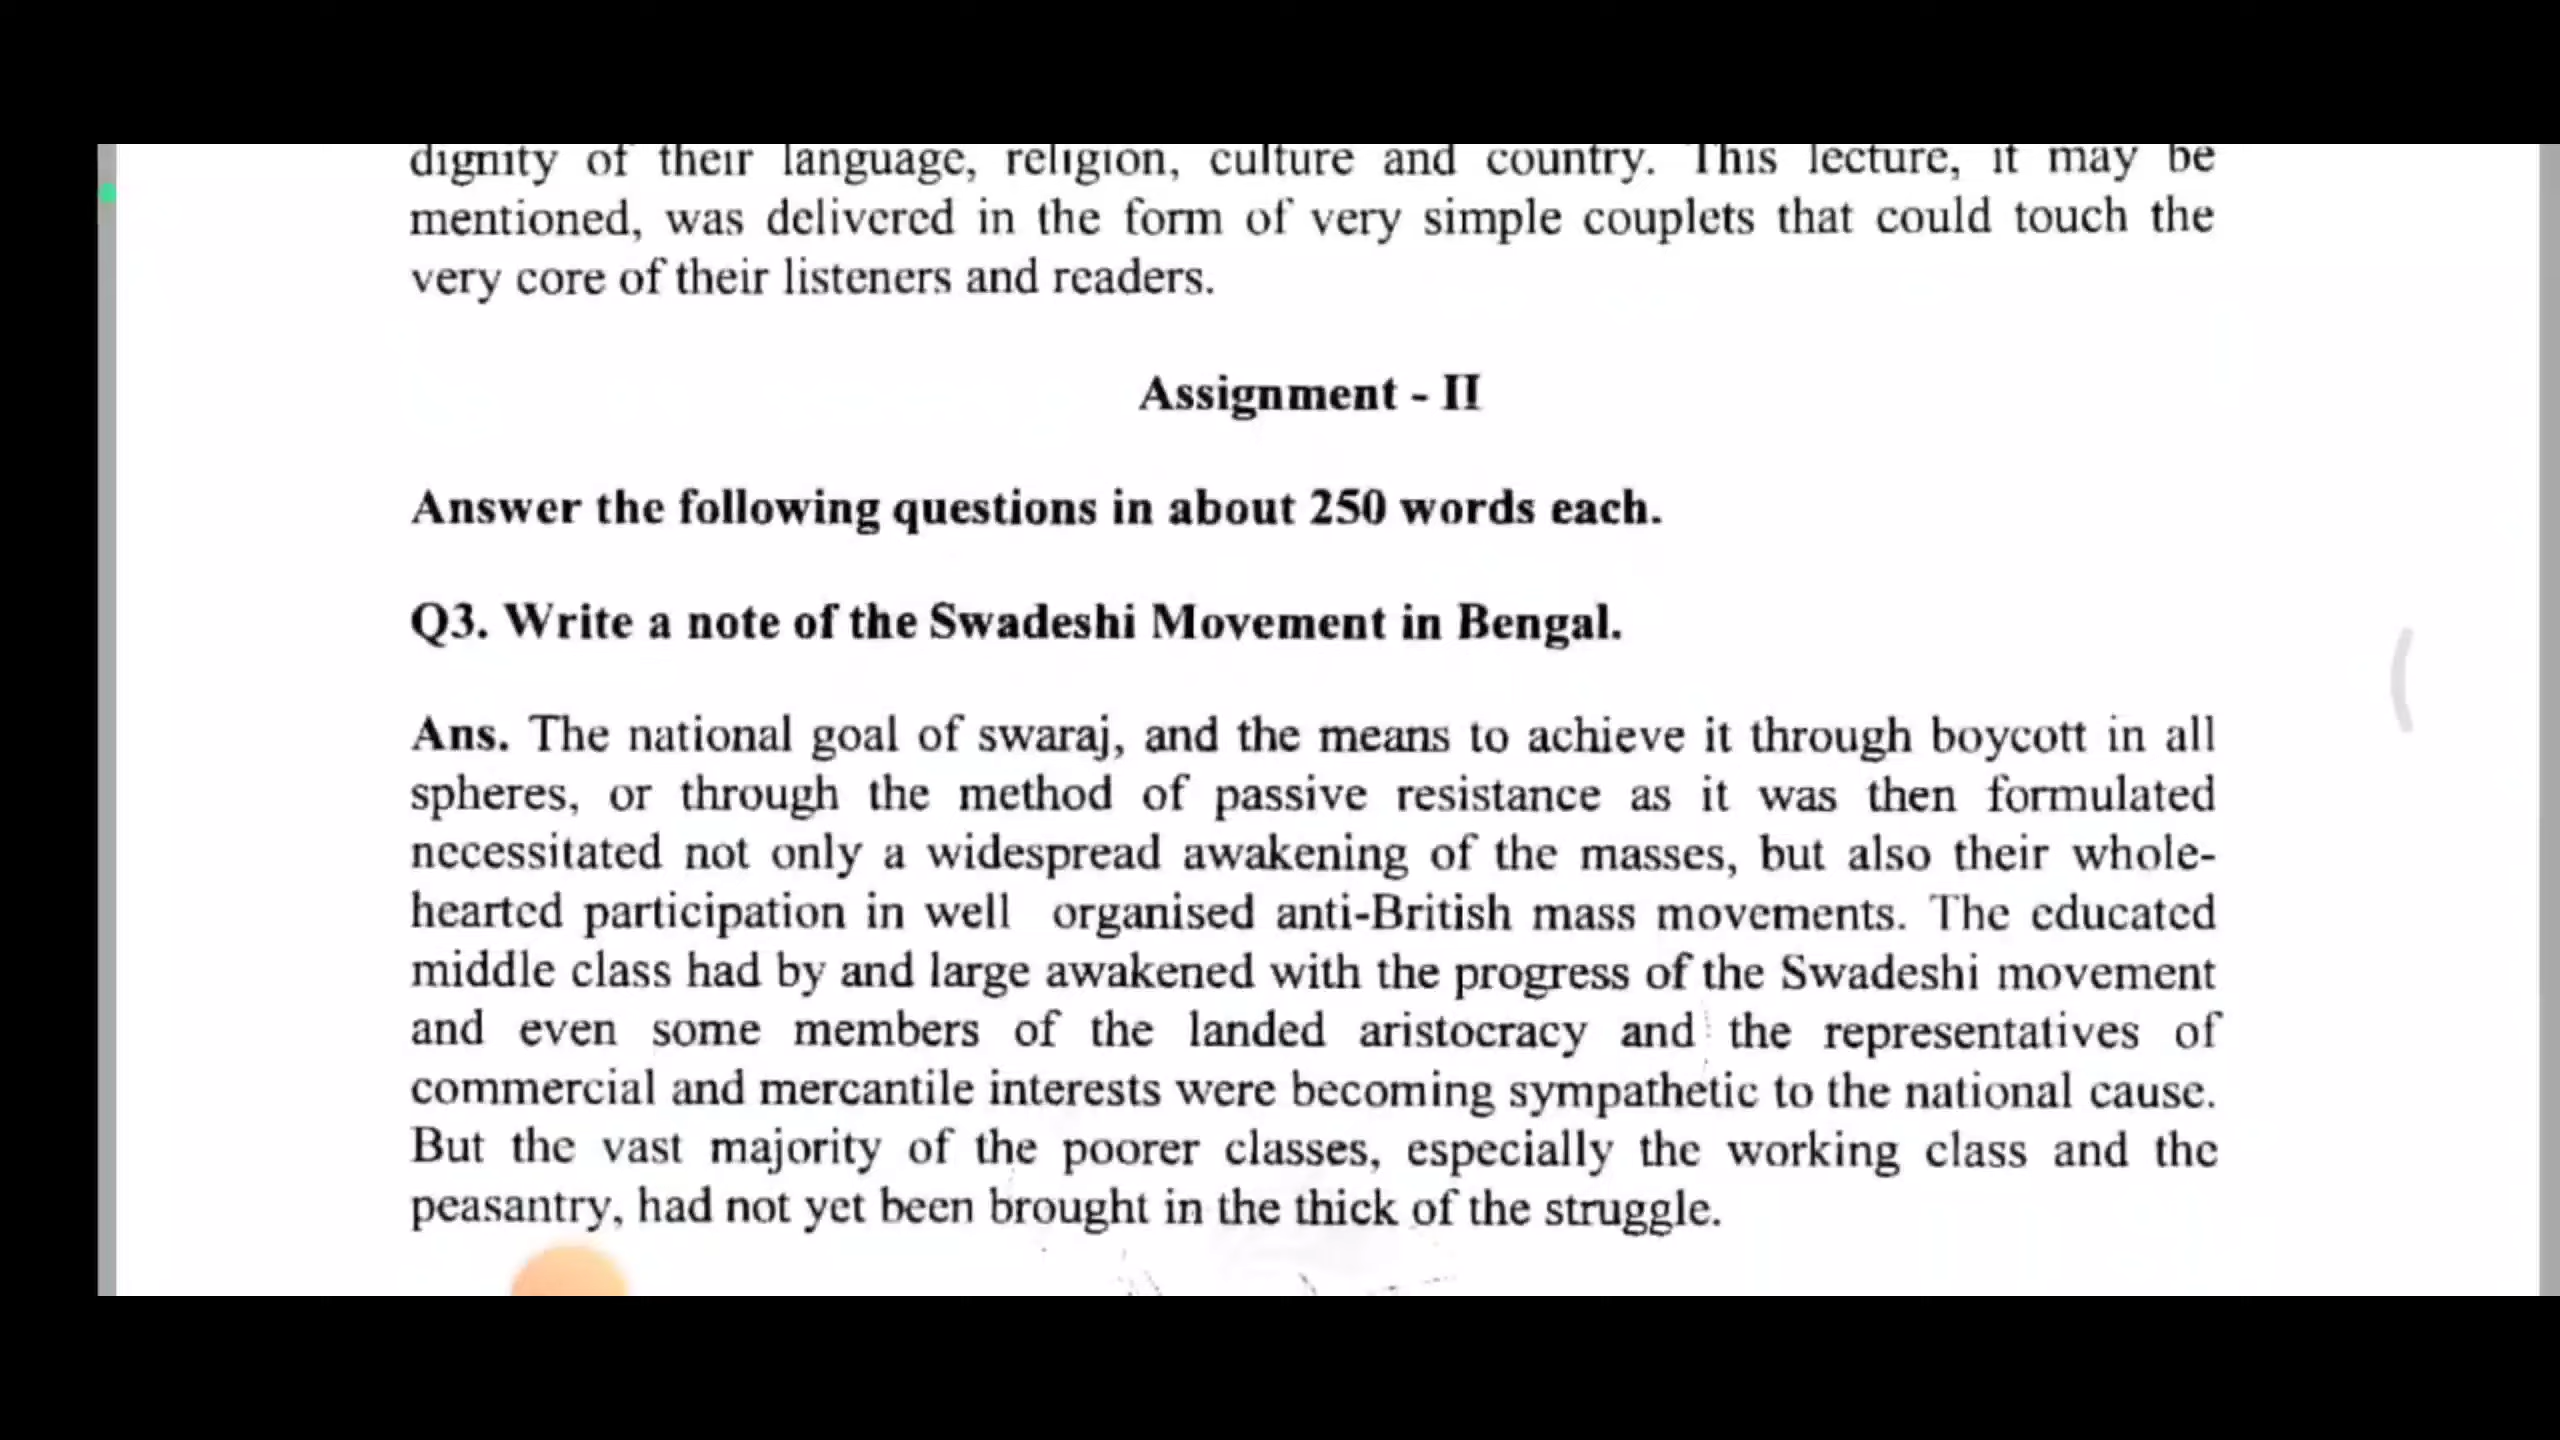 dignity of their language, religion, culture and country. This lecture, it may be
mentioned, was delivered in the form of very simple couplets that could touch the
very core of their listeners and readers.
Assignment - II
Answer the following questions in about 250 words each.
Q3. Write a note of the Swadeshi Movement in Bengal.
Ans. The national goal of swaraj, and the means to achieve it through boycott in all
spheres, or through the method of passive resistance as it was then formulated
necessitated not only a widespread awakening of the masses, but also their whole-
hearted participation in well organised anti-British mass movements. The educated
middle class had by and large awakened with the progress of the Swadeshi movement
and even some members of the landed aristocracy and the representatives of
commercial and mercantile interests were becoming sympathetic to the national cause.
But the vast majority of the poorer classes, especially the working class and the
peasantry, had not yet been brought in the thick of the struggle.